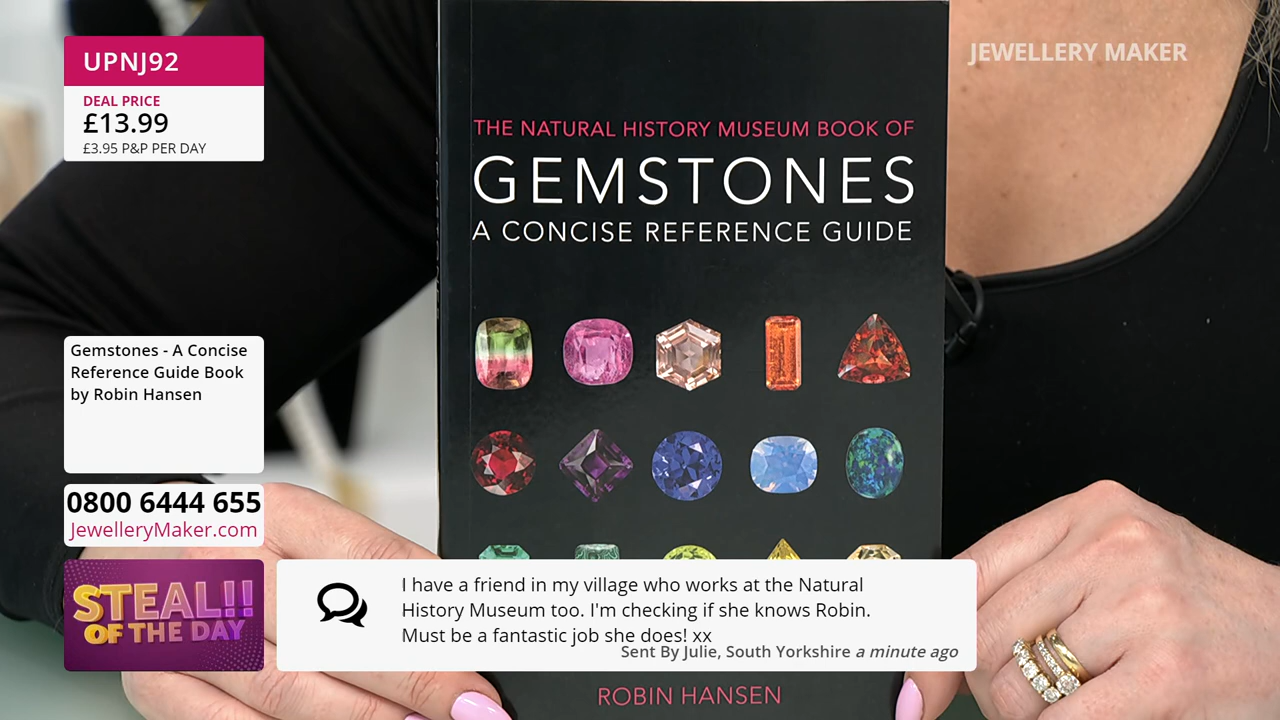 UPNJ92
DEAL PRICE
£13.99
£3.95 P&P PER DAY
JEWELLERY MAKER
THE NATURAL HISTORY MUSEUM BOOK OF
GEMSTONES
A CONCISE REFERENCE GUIDE
Gemstones - A Concise
Reference Guide Book
by Robin Hansen
0800 6444 655
JewelleryMaker.com
STEAL!!
OF THE DAY
I have a friend in my village who works at the Natural
History Museum too. I'm checking if she knows Robin.
Must be a fantastic job she does! xx
Sent By Julie, South Yorkshire a minute ago
ROBIN HANSEN